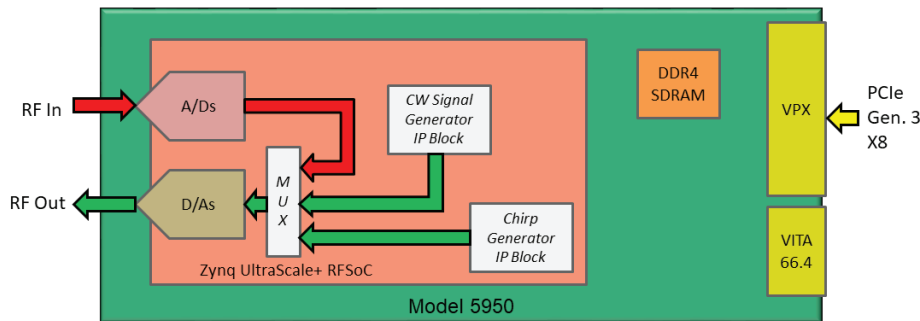 RF In
A/Ds
CW Signal
Generator
IP Block
DDR4
SDRAM
VPX
PCIe
Gen. 3
X8
RF Out
D/As
M
U
X
Chirp
Generator
IP Block
VITA
66.4
Zynq UltraScale+ RFSoC
Model 5950